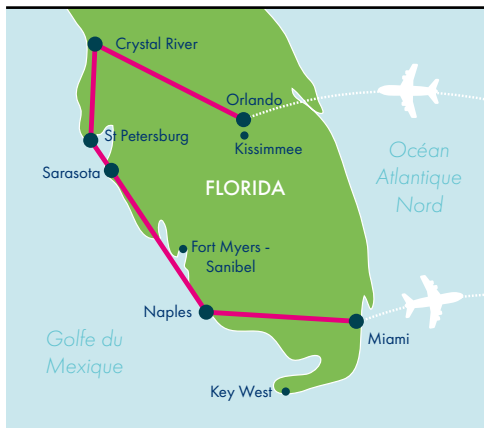 Crystal River
Orlando
St Petersburg
Kissimmee
Océan
Atlantique
Nord
Sarasota
FLORIDA
Fort Myers -
Sanibel
Naples
Golfe du
Mexique
Miami
Key West